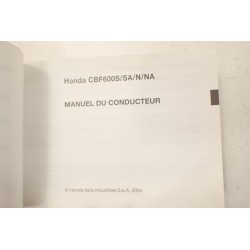 Honda CBF600S/SA/N/NA
MANUEL DU CONDUCTEUR
© Honda Italia Industriale S.p.A. 2004